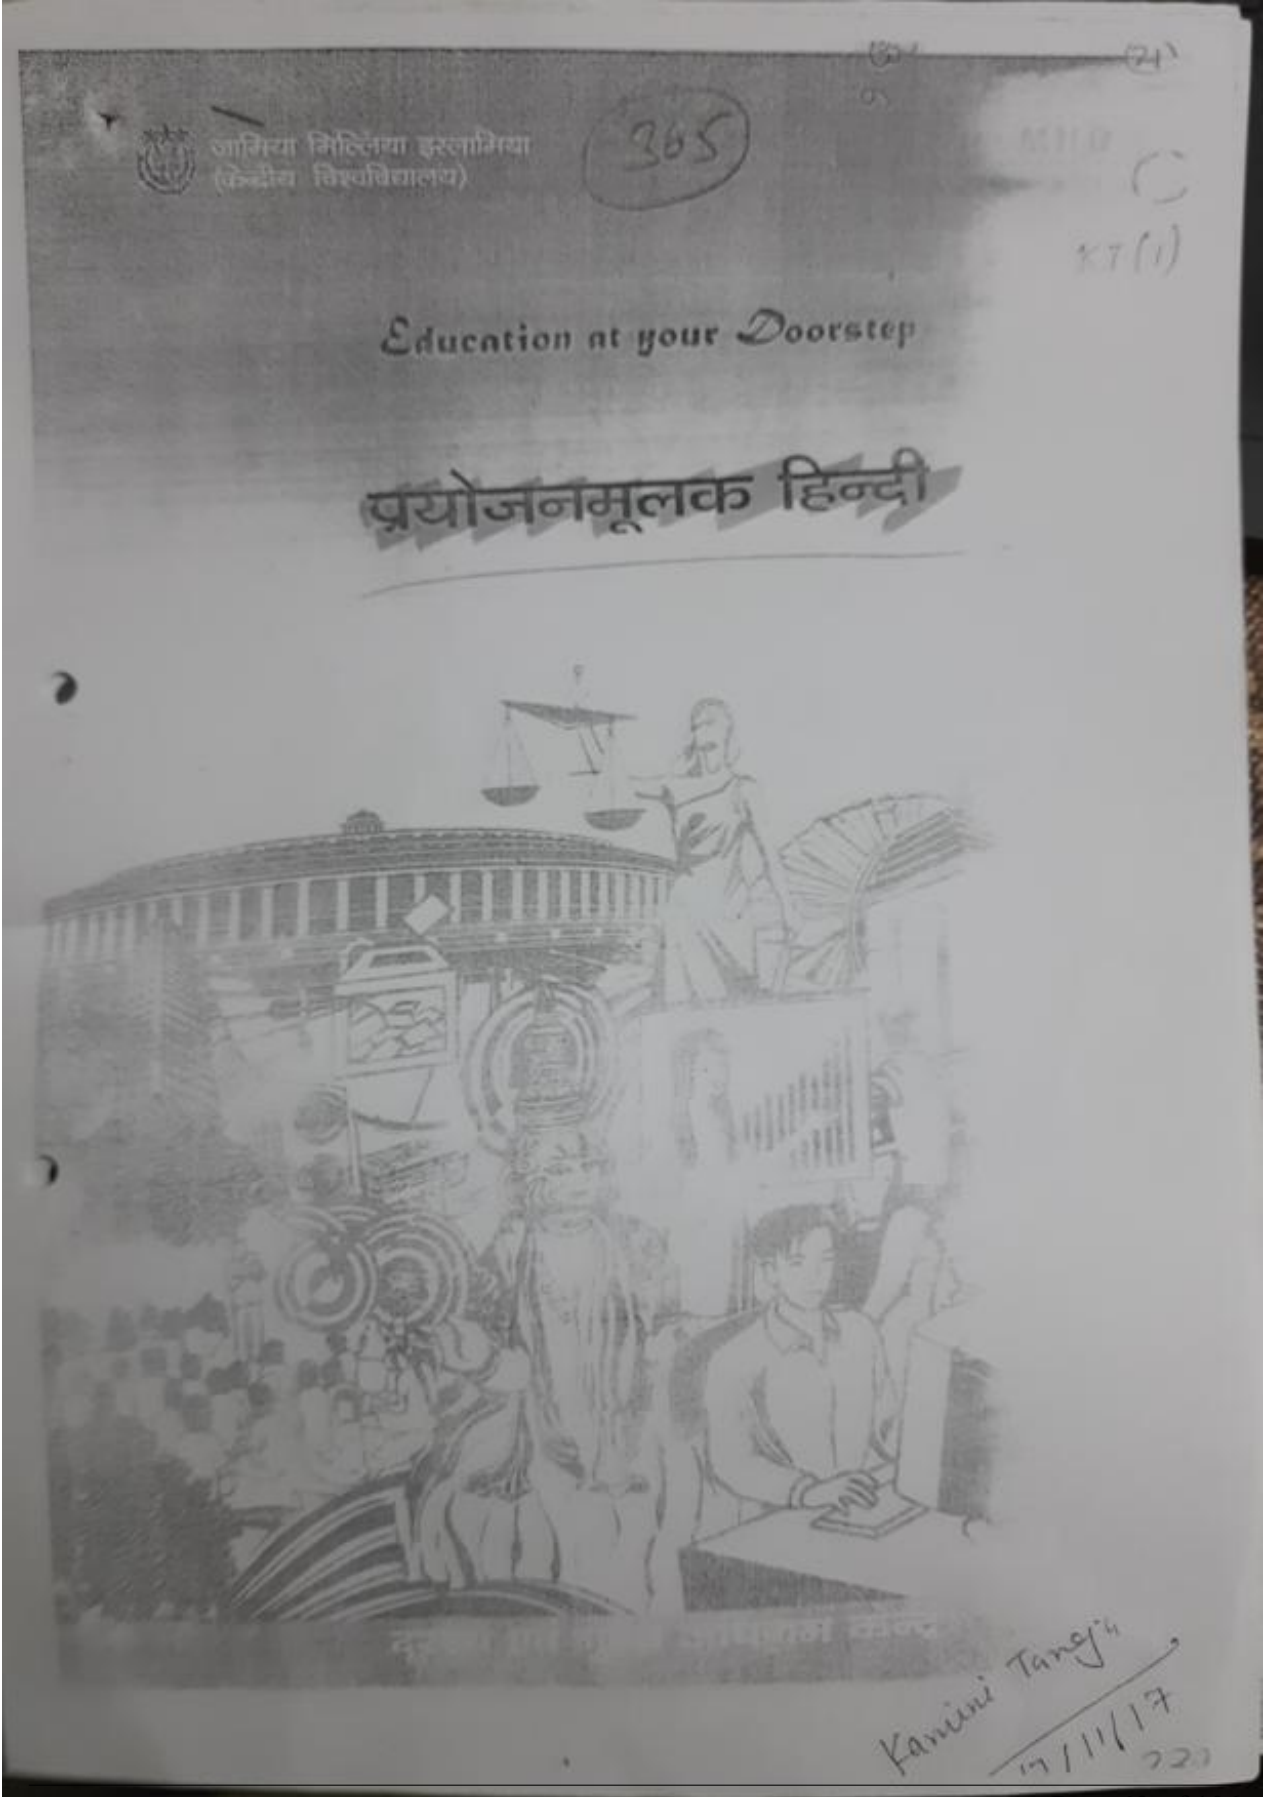 जामिया मिल्लिया इस्लामिया
(केन्द्रीय विश्वविद्यालय)
365
KT(1)
Education at your Doorstep
प्रयोजनमूलक हिन्दी
Kamini Taneja
17/11/17